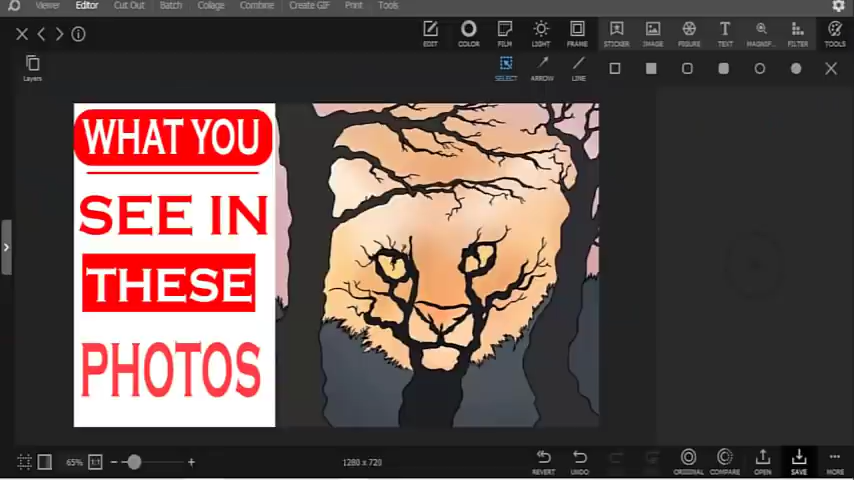 Viewer Editor Cut Out Batch Collage Combine Create GIF Print Tools
EDIT COLOR FILM LIGHT FRAME STICKER IMAGE FIGURE TEXT MAGNIF.. FILTER TOOLS
Layers
SELECT ARROW LINE
WHAT YOU
SEE IN
THESE
PHOTOS
65% 1:1 1280 x 720
REVERT UNDO ORIGINAL COMPARE OPEN SAVE MORE